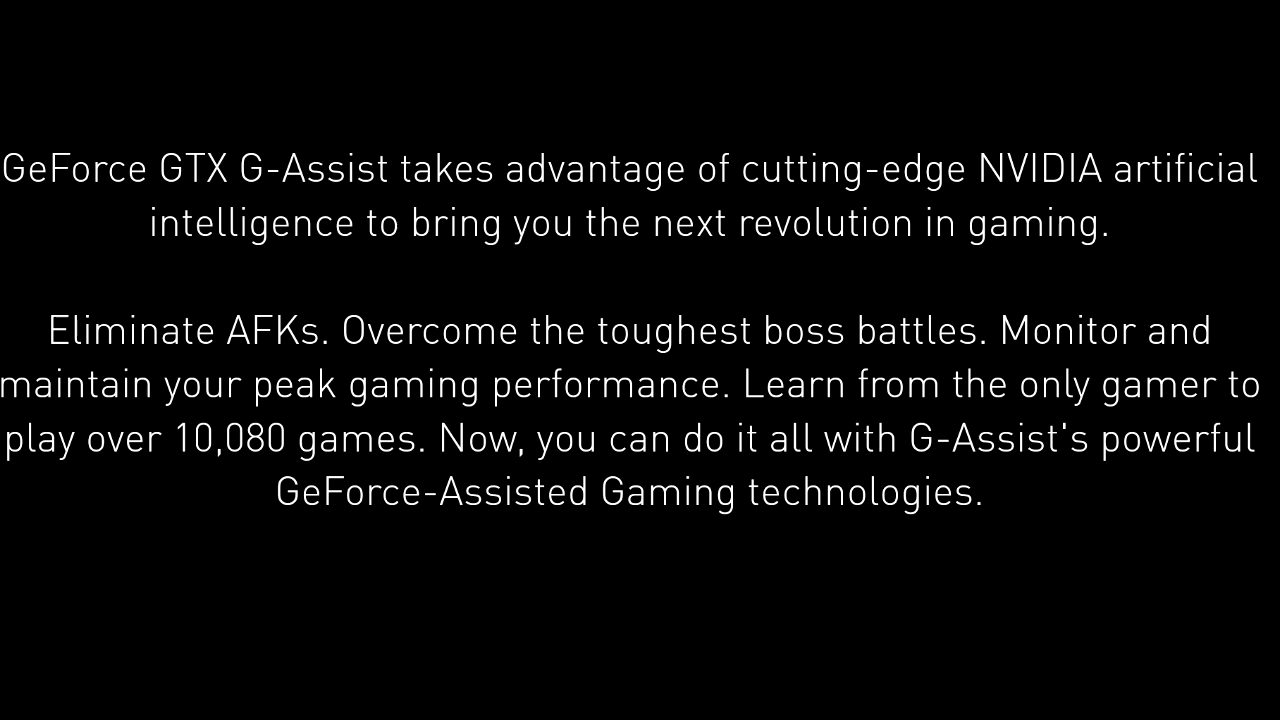 GeForce GTX G-Assist takes advantage of cutting-edge NVIDIA artificial
intelligence to bring you the next revolution in gaming.
Eliminate AFKs. Overcome the toughest boss battles. Monitor and
maintain your peak gaming performance. Learn from the only gamer to
play over 10,080 games. Now, you can do it all with G-Assist's powerful
GeForce-Assisted Gaming technologies.